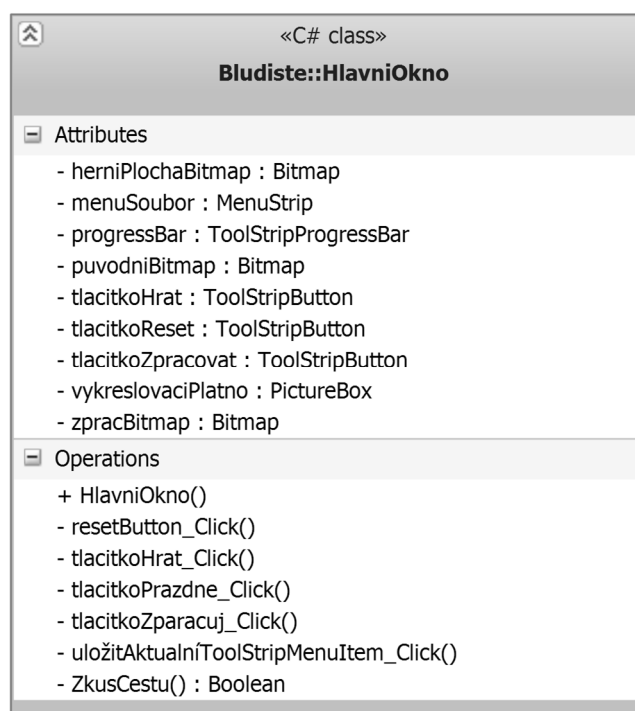 «C# class»
Bludiste::HlavniOkno
Attributes
- herniPlochaBitmap : Bitmap
- menuSoubor : MenuStrip
- progressBar : ToolStripProgressBar
- puvodniBitmap : Bitmap
- tlacitkoHrat : ToolStripButton
- tlacitkoReset : ToolStripButton
- tlacitkoZpracovat : ToolStripButton
- vykreslovaciPlatno : PictureBox
- zpracBitmap : Bitmap
Operations
+ HlavniOkno()
- resetButton_Click()
- tlacitkoHrat_Click()
- tlacitkoPrazdne_Click()
- tlacitkoZparacuj_Click()
- uložitAktualníToolStripMenuItem_Click()
- ZkusCestu() : Boolean